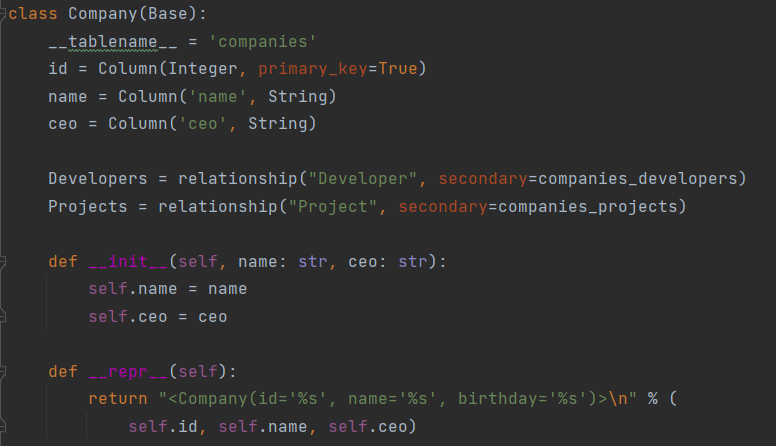 class Company(Base):
    __tablename__ = 'companies'
    id = Column(Integer, primary_key=True)
    name = Column('name', String)
    ceo = Column('ceo', String)

    Developers = relationship("Developer", secondary=companies_developers)
    Projects = relationship("Project", secondary=companies_projects)

    def __init__(self, name: str, ceo: str):
        self.name = name
        self.ceo = ceo

    def __repr__(self):
        return "<Company(id='%s', name='%s', birthday='%s')>\n" % (
            self.id, self.name, self.ceo)